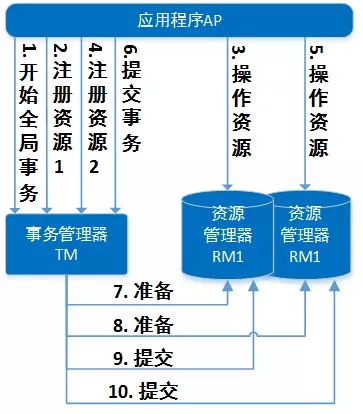 应用程序AP
1.开始全局事务
2.注册资源1
4.注册资源2
6.提交事务
3.操作资源
5.操作资源
事务管理器
TM
资源
管理器
RM1
资源
管理器
RM1
7. 准备
8. 准备
9. 提交
10. 提交